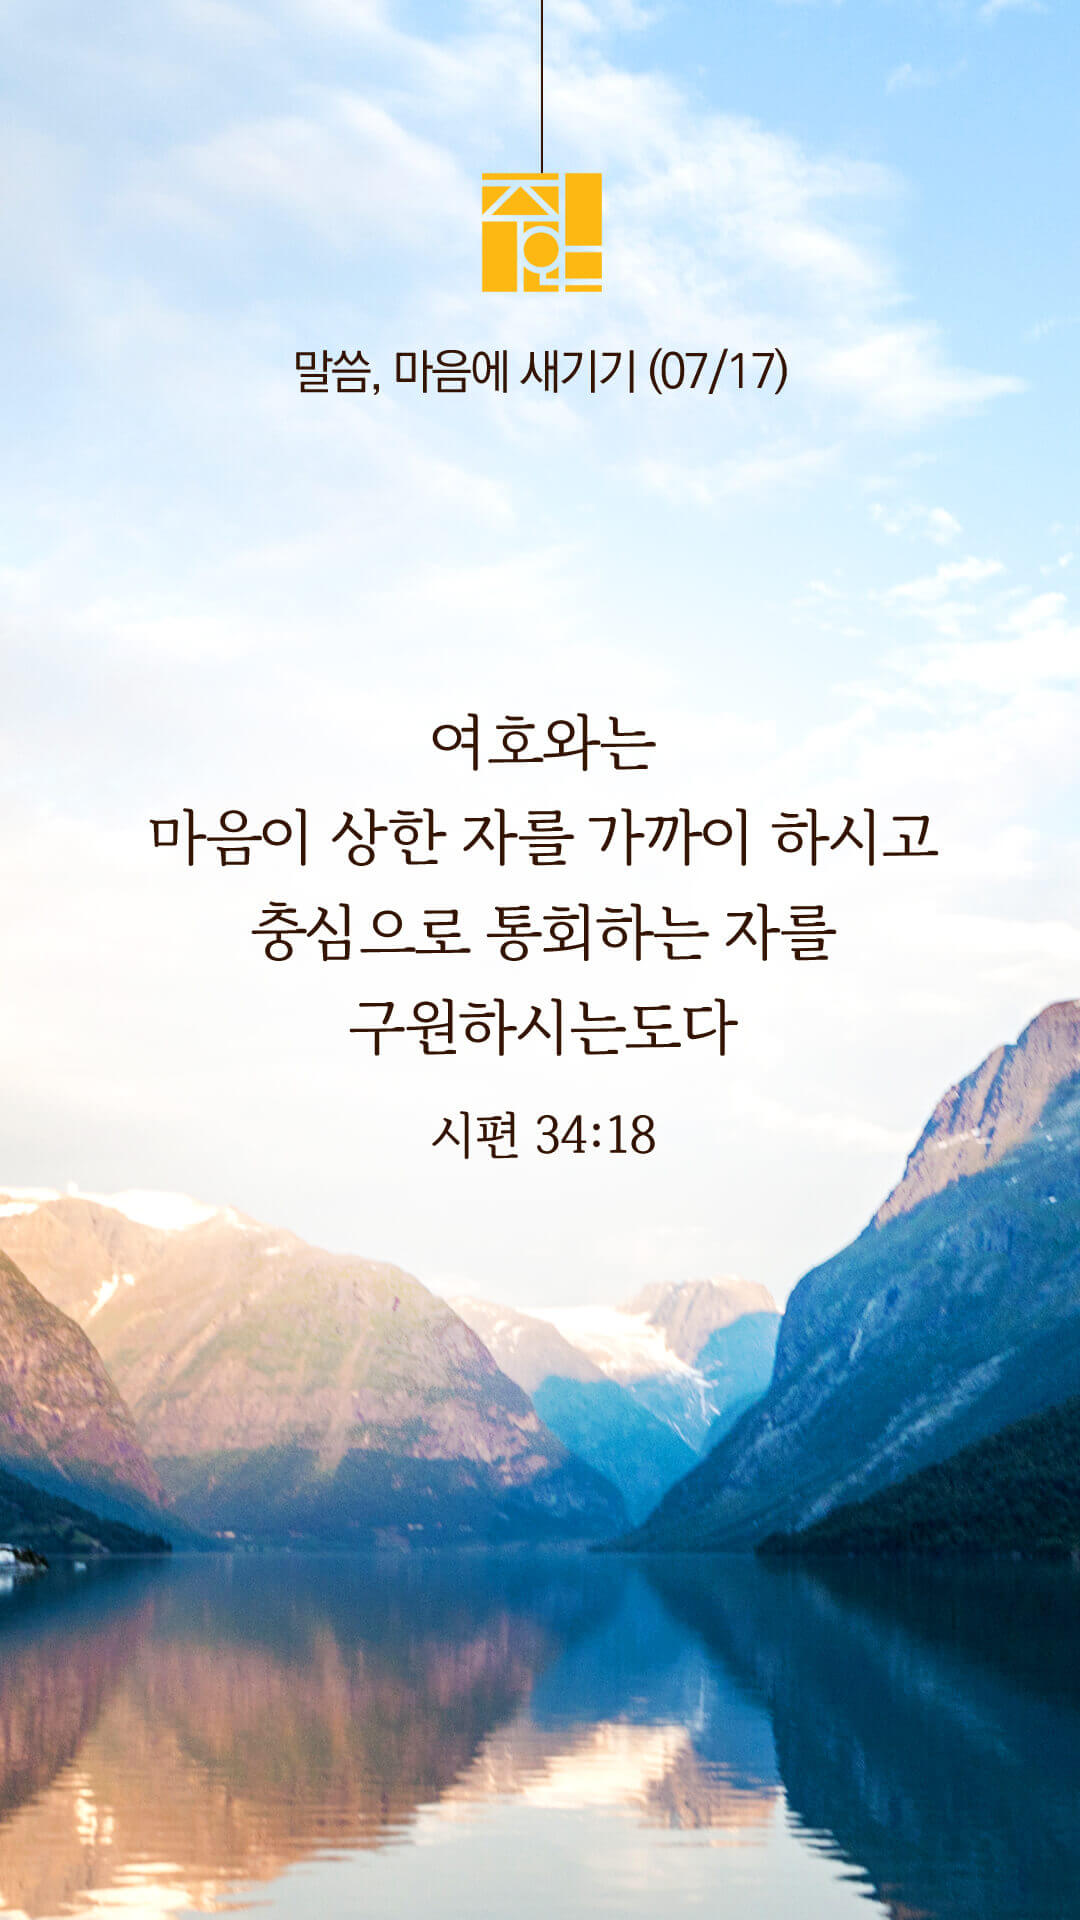 말씀, 마음에 새기기 (07/17)
여호와는
마음이 상한 자를 가까이 하시고
충심으로 통회하는 자를
구원하시는도다
시편 34:18